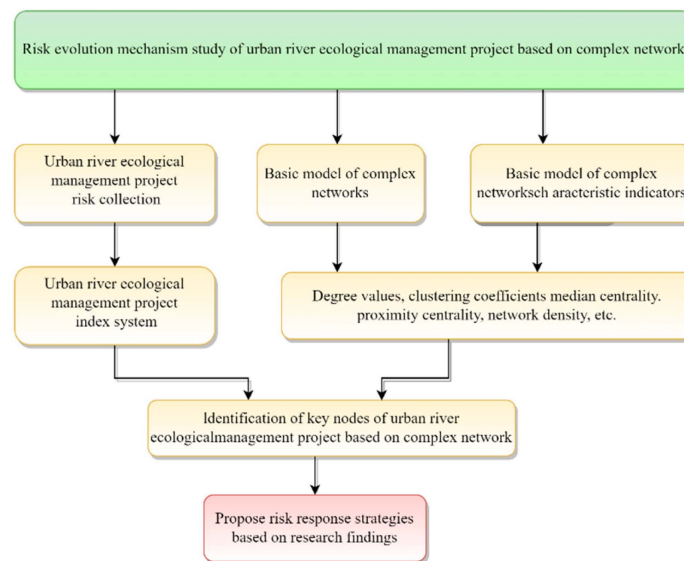 Risk evolution mechanism study of urban river ecological management project based on complex network
Urban river ecological
management project
risk collection
Basic model of complex
networks
Basic model of complex
networksch aracteristic indicators
Urban river ecological
management project
index system
Degree values, clustering coefficients median centrality.
proximity centrality, network density, etc.
Identification of key nodes of urban river
ecologicalmanagement project based on complex network
Propose risk response strategies
based on research findings